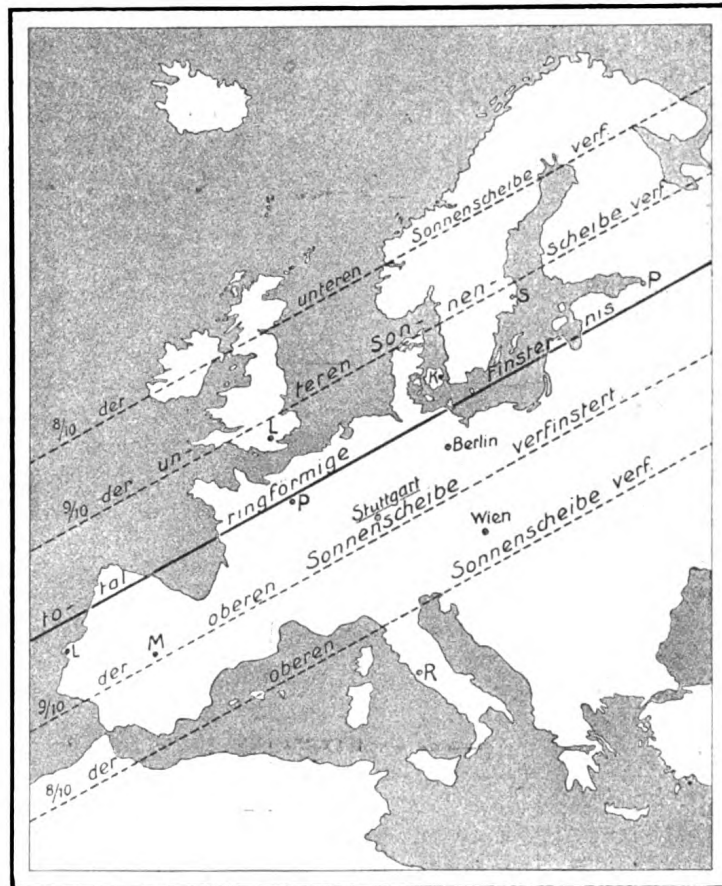 8/10 der unteren Sonnenscheibe verf.
9/10 der unteren Sonnenscheibe verf.
total ringförmige Finsternis
9/10 der oberen Sonnenscheibe verfinstert
8/10 der oberen Sonnenscheibe verf.
S
P
K
L
Berlin
P
Stuttgart
Wien
L
M
R